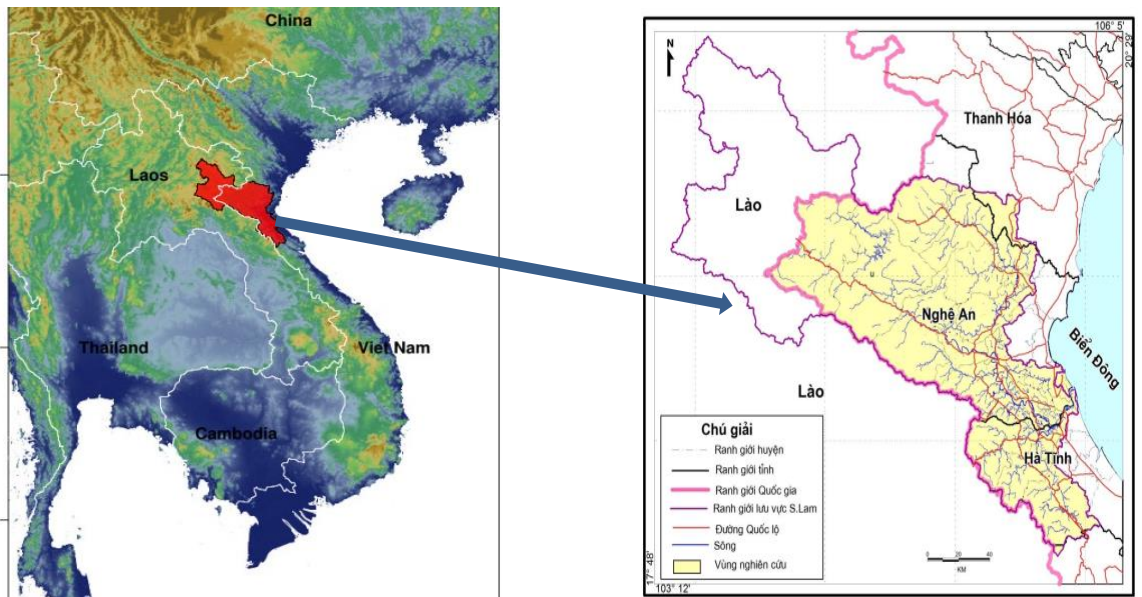 China
Laos
Thailand
Viet Nam
Cambodia
106° 5'
20° 29'
N
Thanh Hóa
Lào
Nghệ An
Biển Đông
Lào
Hà Tĩnh
Chú giải
Ranh giới huyện
Ranh giới tỉnh
Ranh giới Quốc gia
Ranh giới lưu vực S.Lam
Đường Quốc lộ
Sông
Vùng nghiên cứu
0 20 40
KM
17° 48'
103° 12'